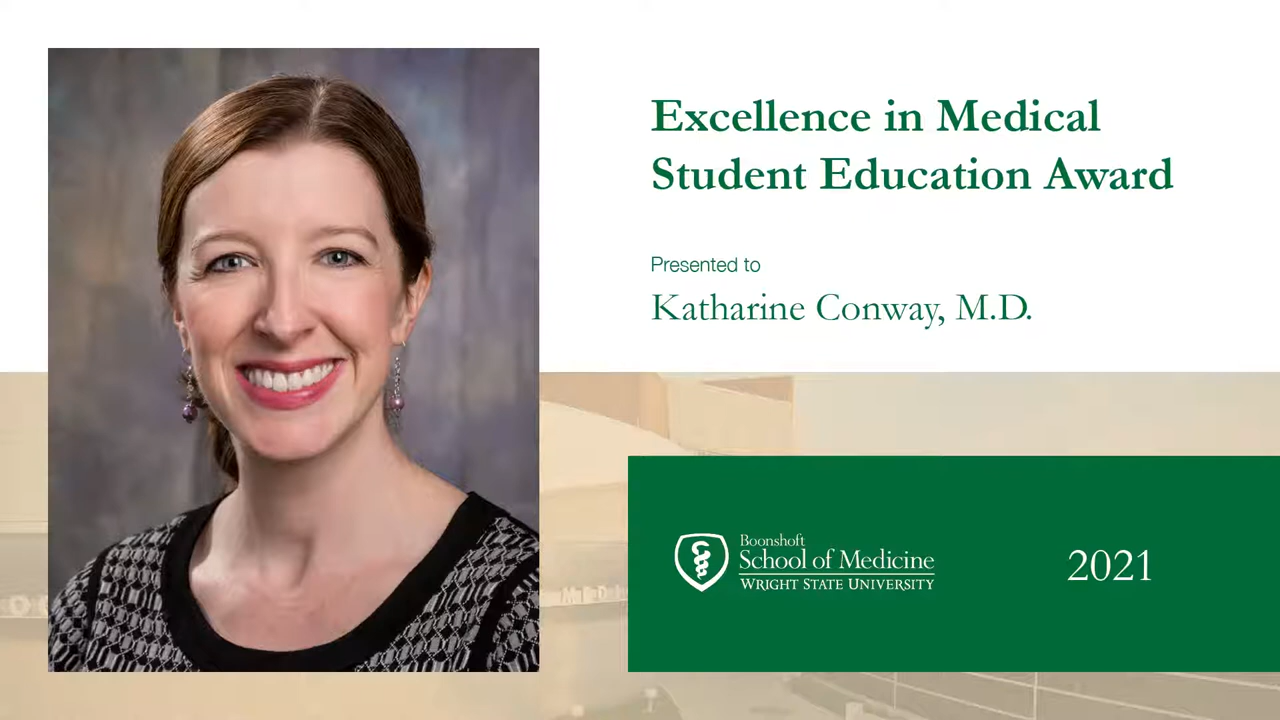 Excellence in Medical
Student Education Award
Presented to
Katharine Conway, M.D.
Boonshoft
School of Medicine
WRIGHT STATE UNIVERSITY
2021